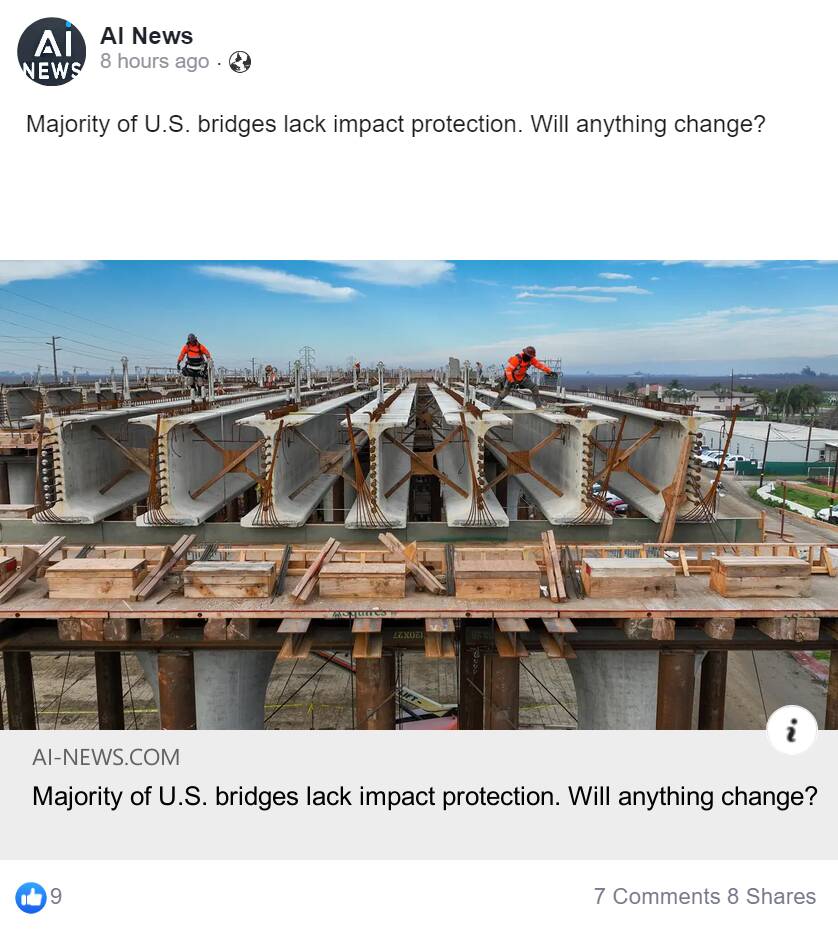 AI
NEWS
AI News
8 hours ago ·
Majority of U.S. bridges lack impact protection. Will anything change?
i
AI-NEWS.COM
Majority of U.S. bridges lack impact protection. Will anything change?
9
7 Comments 8 Shares